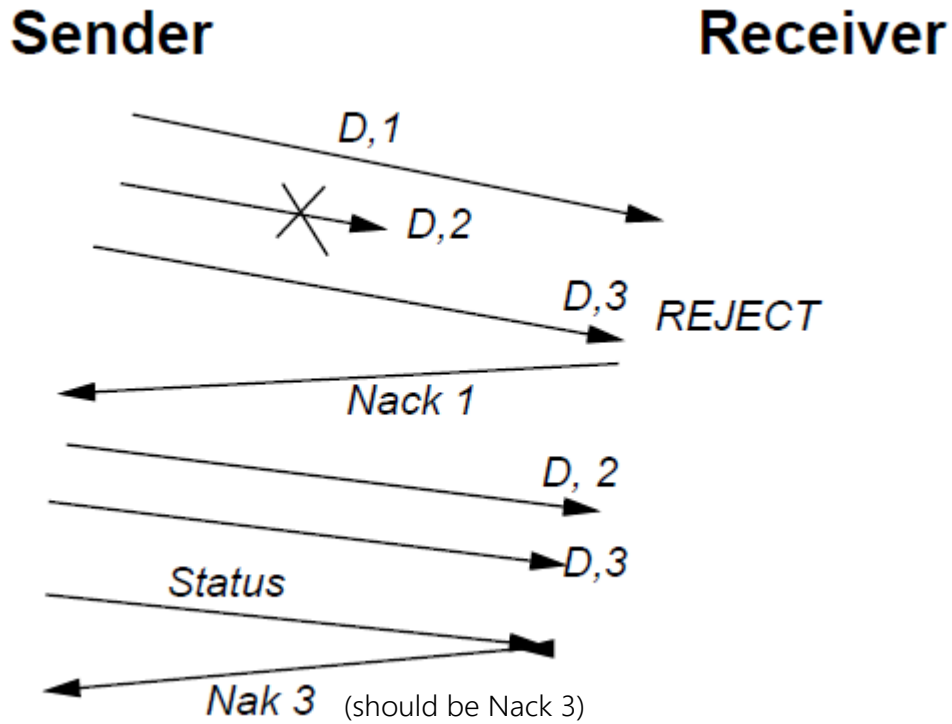 Sender Receiver
D,1
D,2
D,3 REJECT
Nack 1
D, 2
D,3
Status
Nak 3 (should be Nack 3)